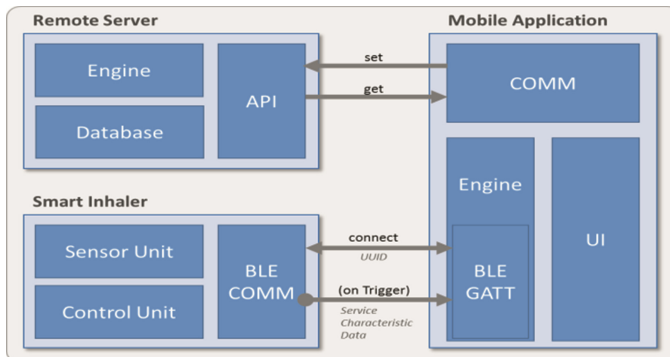 Remote Server
Engine
Database
API
set
get
Mobile Application
COMM
Engine
BLE
GATT
UI
Smart Inhaler
Sensor Unit
Control Unit
BLE
COMM
connect
UUID
(on Trigger)
Service
Characteristic
Data